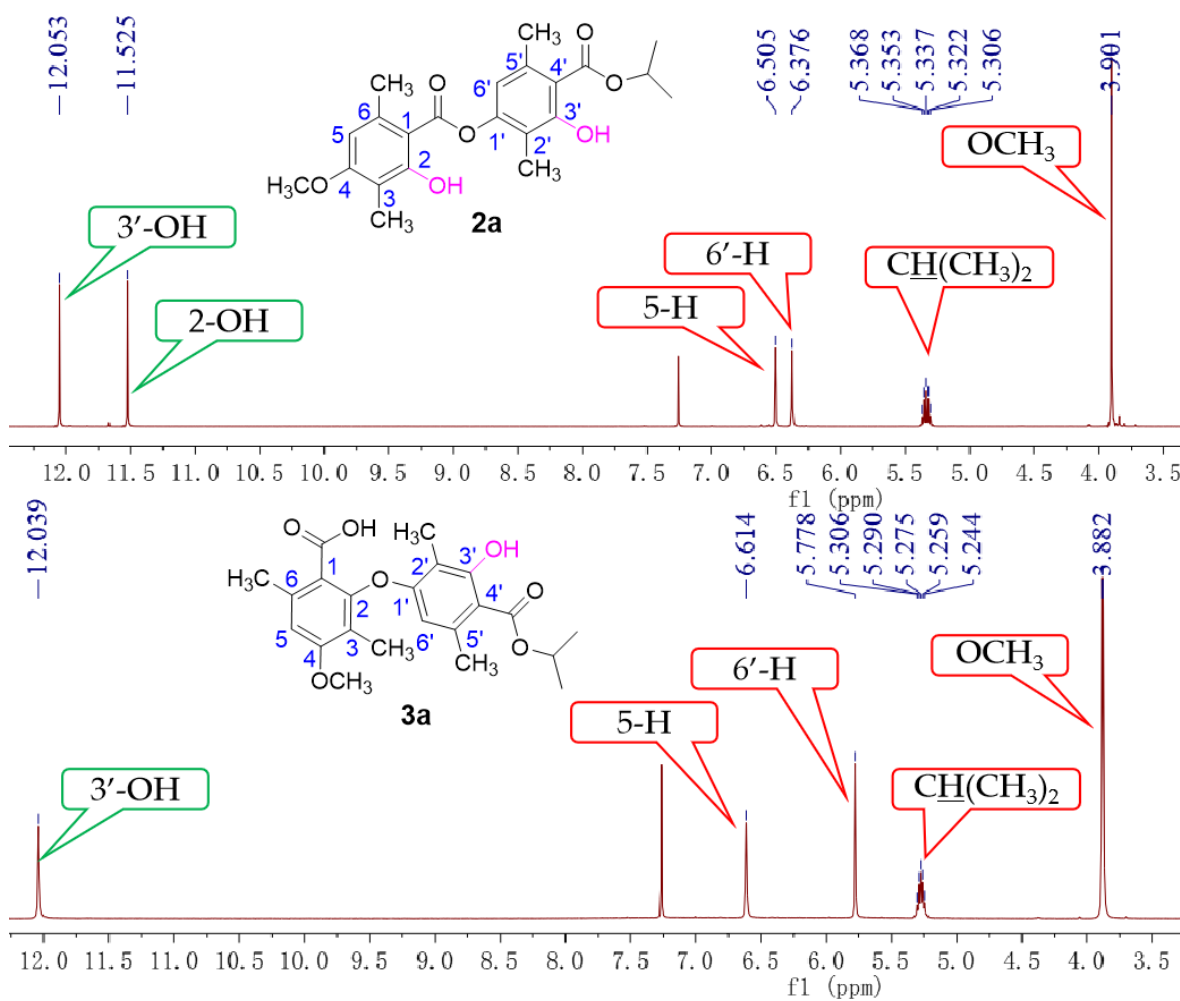 12.053
11.525
6.505
6.376
5.368
5.353
5.337
5.322
5.306
3.901
CH3
6
5
4
H3CO
3
CH3
2
OH
1
O
O
CH3
5'
6'
1'
2'
CH3
3'
OH
4'
O
O
2a
3'-OH
2-OH
5-H
6'-H
CH(CH3)2
OCH3
12.0 11.5 11.0 10.5 10.0 9.5 9.0 8.5 8.0 7.5 7.0 6.5 6.0 5.5 5.0 4.5 4.0 3.5
f1 (ppm)
12.039
6.614
5.778
5.306
5.290
5.275
5.259
5.244
3.882
O
OH
H3C
6
1
5
4
OCH3
3
CH3
2
O
H3C
2'
1'
6'
3'
OH
4'
5'
CH3
O
O
3a
3'-OH
5-H
6'-H
CH(CH3)2
OCH3
12.0 11.5 11.0 10.5 10.0 9.5 9.0 8.5 8.0 7.5 7.0 6.5 6.0 5.5 5.0 4.5 4.0 3.5
f1 (ppm)